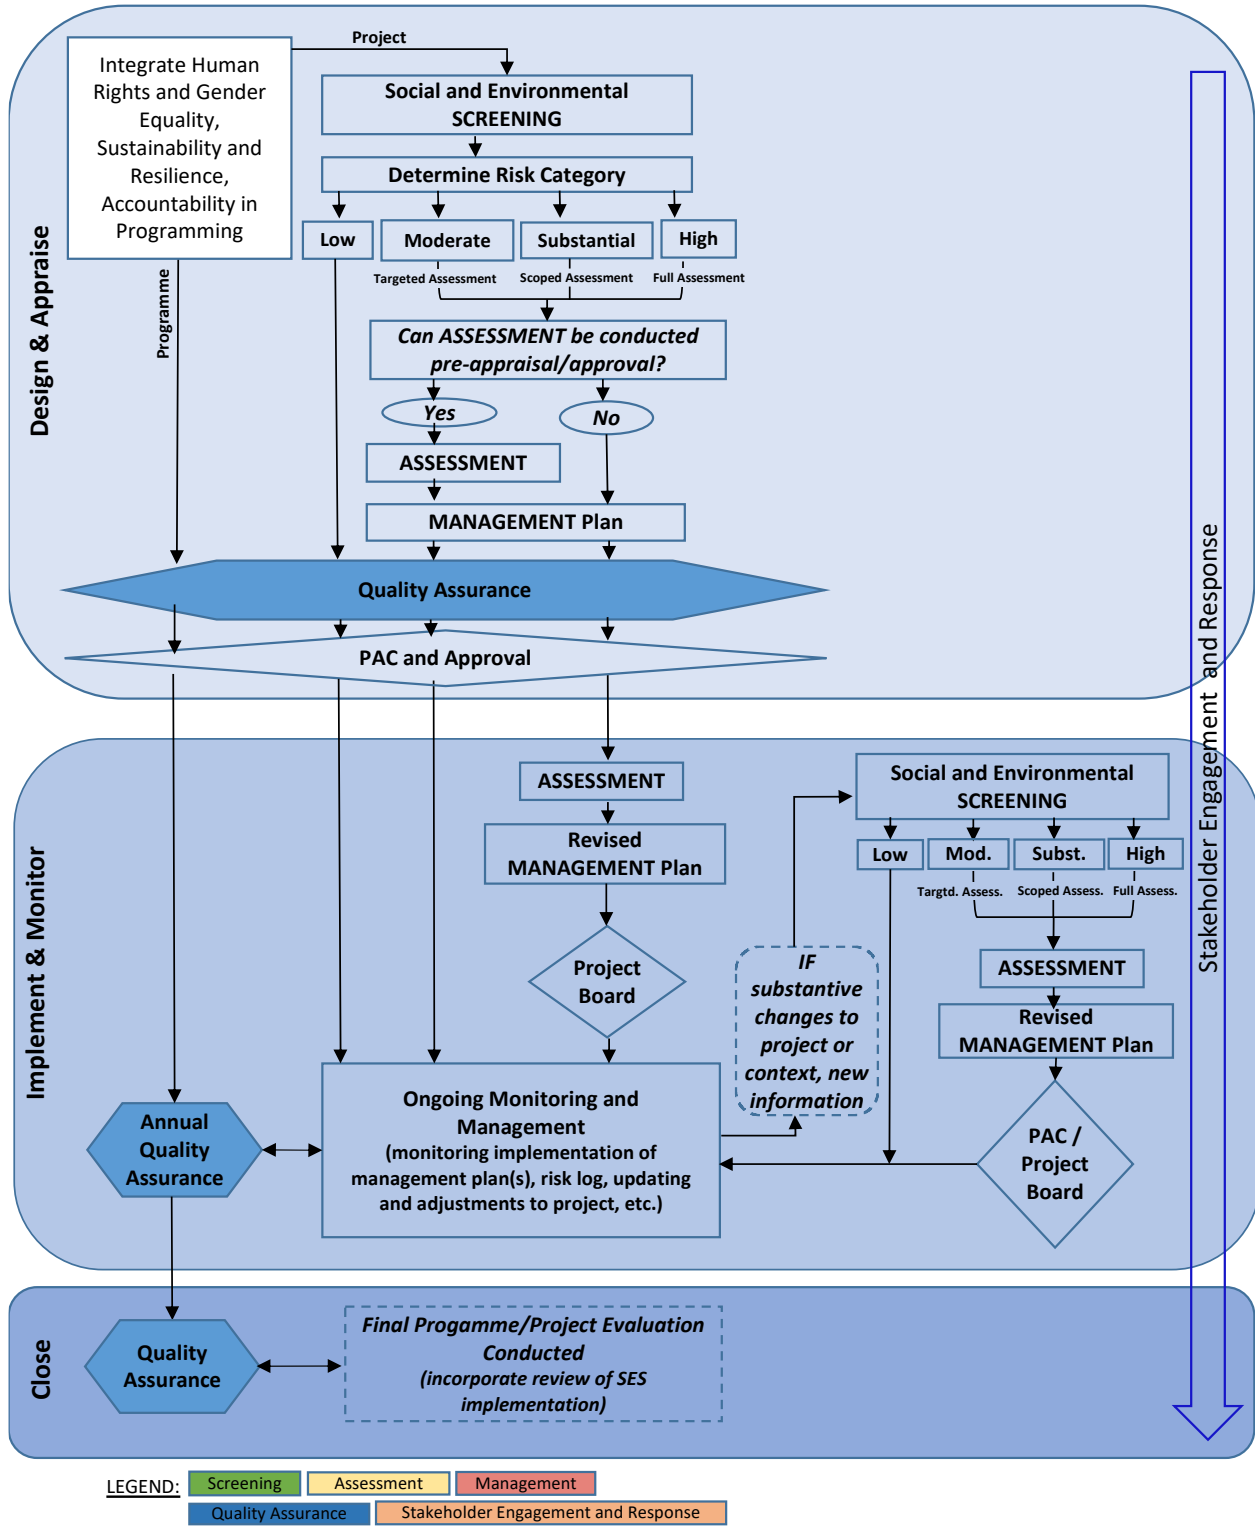 Project
Integrate Human
Rights and Gender
Equality,
Sustainability and
Resilience,
Accountability in
Programming
Social and Environmental
SCREENING
Determine Risk Category
Low
Moderate
Substantial
High
Targeted Assessment
Scoped Assessment
Full Assessment
Programme
Design & Appraise
Can ASSESSMENT be conducted
pre-appraisal/approval?
Yes
No
ASSESSMENT
MANAGEMENT Plan
Quality Assurance
PAC and Approval
Stakeholder Engagement and Response
Implement & Monitor
ASSESSMENT
Revised
MANAGEMENT Plan
Project
Board
Social and Environmental
SCREENING
Low
Mod.
Subst.
High
Targtd. Assess.
Scoped Assess.
Full Assess.
IF
substantive
changes to
project or
context, new
information
ASSESSMENT
Revised
MANAGEMENT Plan
PAC /
Project
Board
Annual
Quality
Assurance
Ongoing Monitoring and
Management
(monitoring implementation of
management plan(s), risk log, updating
and adjustments to project, etc.)
Close
Quality
Assurance
Final Progamme/Project Evaluation
Conducted
(incorporate review of SES
implementation)
LEGEND:
Screening
Assessment
Management
Quality Assurance
Stakeholder Engagement and Response